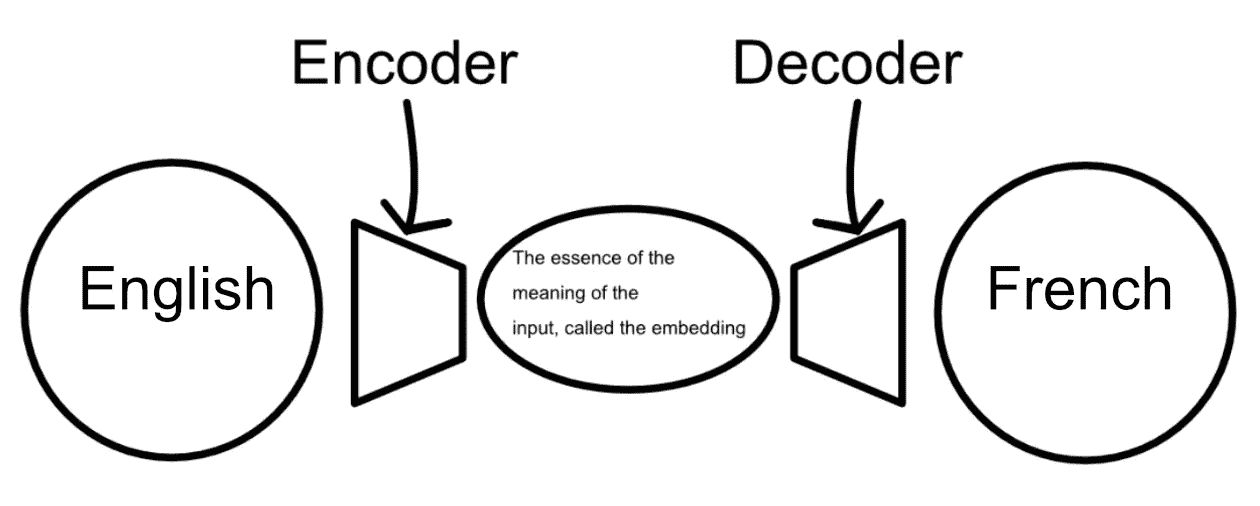 Encoder
Decoder
English
The essence of the
meaning of the
input, called the embedding
French